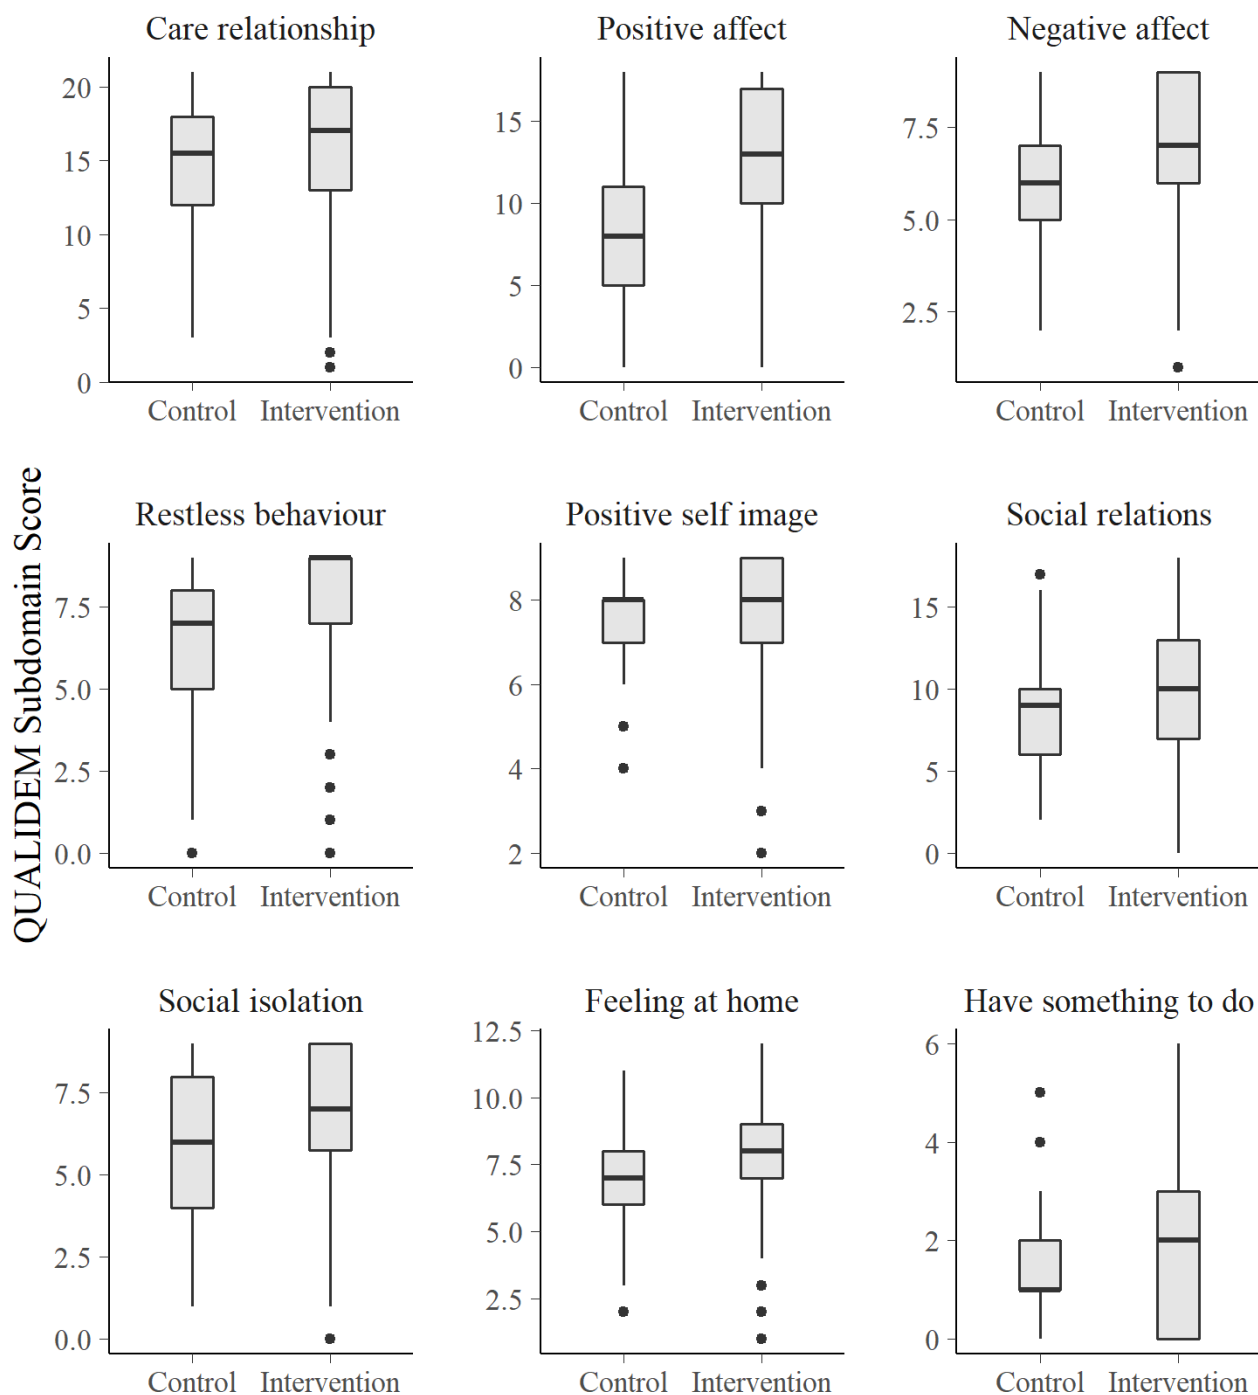 QUALIDEM Subdomain Score
Care relationship
20
15
10
5
0
Control Intervention
Positive affect
15
10
5
0
Control Intervention
Negative affect
7.5
5.0
2.5
Control Intervention
Restless behaviour
7.5
5.0
2.5
0.0
Control Intervention
Positive self image
8
6
4
2
Control Intervention
Social relations
15
10
5
0
Control Intervention
Social isolation
7.5
5.0
2.5
0.0
Control Intervention
Feeling at home
12.5
10.0
7.5
5.0
2.5
Control Intervention
Have something to do
6
4
2
0
Control Intervention